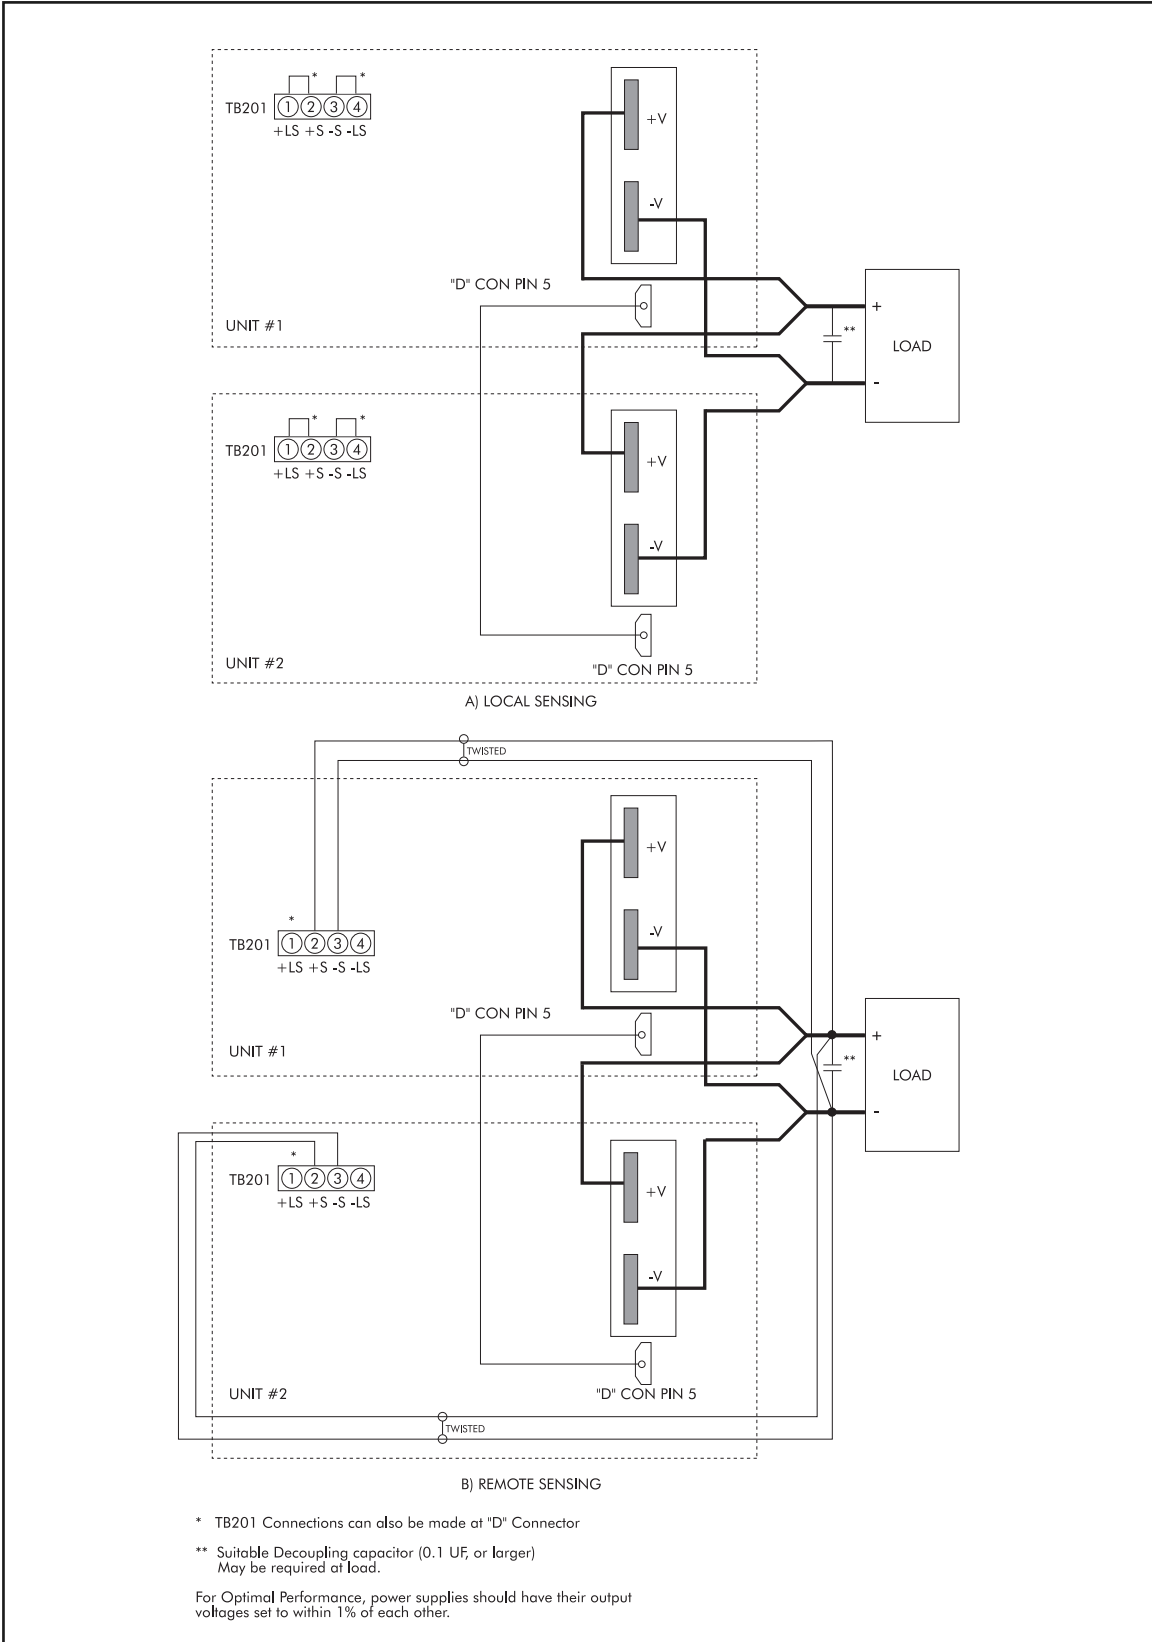 * *
TB201 1 2 3 4
+LS +S -S -LS
+V
-V
"D" CON PIN 5
UNIT #1
+
**
LOAD
-
* *
TB201 1 2 3 4
+LS +S -S -LS
+V
-V
UNIT #2
"D" CON PIN 5
A) LOCAL SENSING
TWISTED
+V
*
TB201 1 2 3 4
+LS +S -S -LS
-V
"D" CON PIN 5
UNIT #1
+
**
LOAD
-
*
TB201 1 2 3 4
+LS +S -S -LS
+V
-V
UNIT #2
"D" CON PIN 5
TWISTED
B) REMOTE SENSING
* TB201 Connections can also be made at "D" Connector
** Suitable Decoupling capacitor (0.1 UF, or larger)
May be required at load.
For Optimal Performance, power supplies should have their output
voltages set to within 1% of each other.